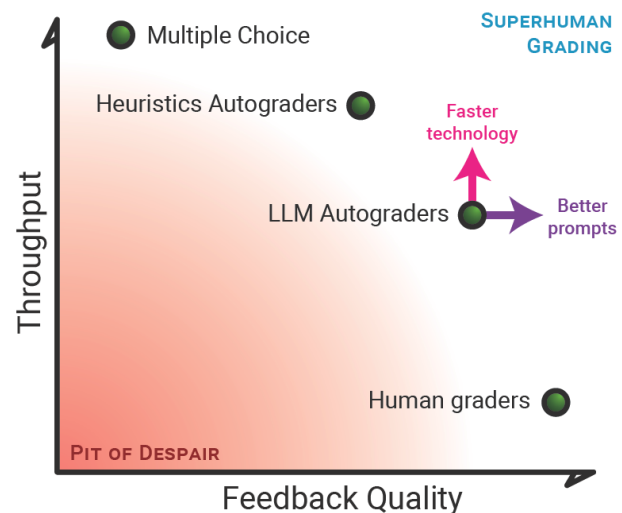 SUPERHUMAN
GRADING
Multiple Choice
Heuristics Autograders
Faster
technology
LLM Autograders
Better
prompts
Human graders
PIT OF DESPAIR
Throughput
Feedback Quality